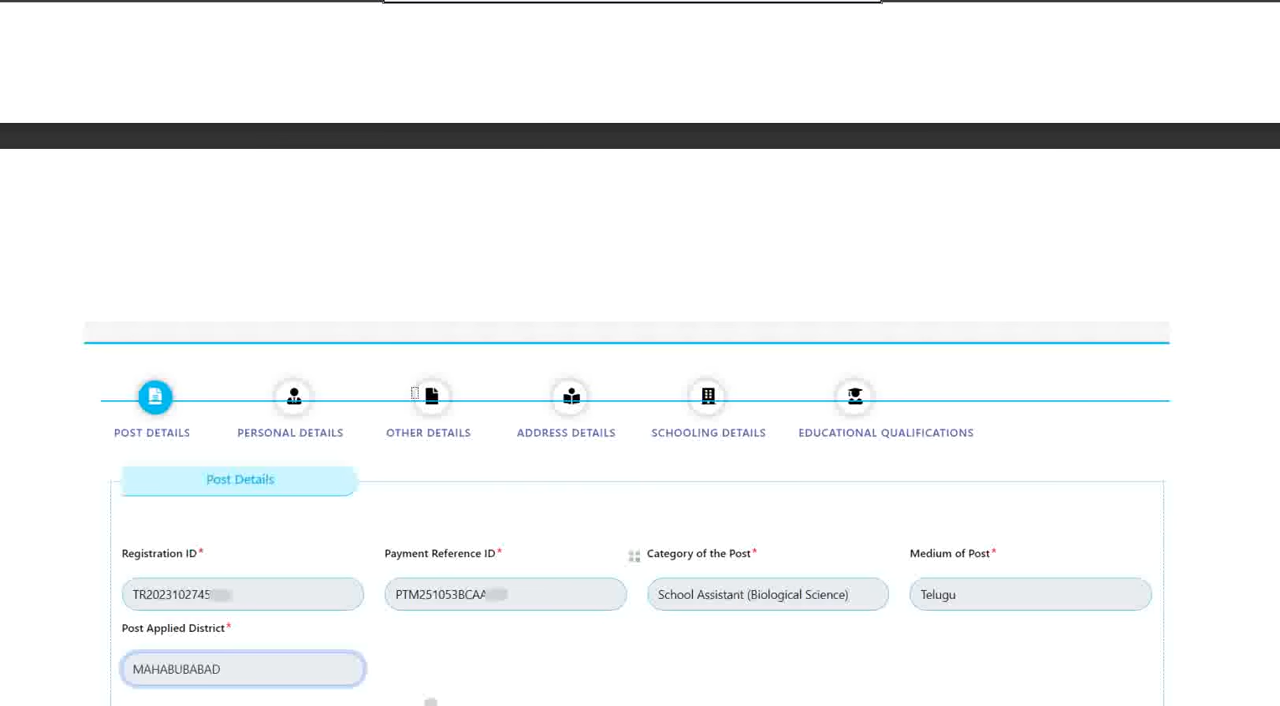 POST DETAILS PERSONAL DETAILS OTHER DETAILS ADDRESS DETAILS SCHOOLING DETAILS EDUCATIONAL QUALIFICATIONS
Post Details
Registration ID* Payment Reference ID* Category of the Post* Medium of Post*
TR2023102745 PTM251053BCAA School Assistant (Biological Science) Telugu
Post Applied District*
MAHABUBABAD